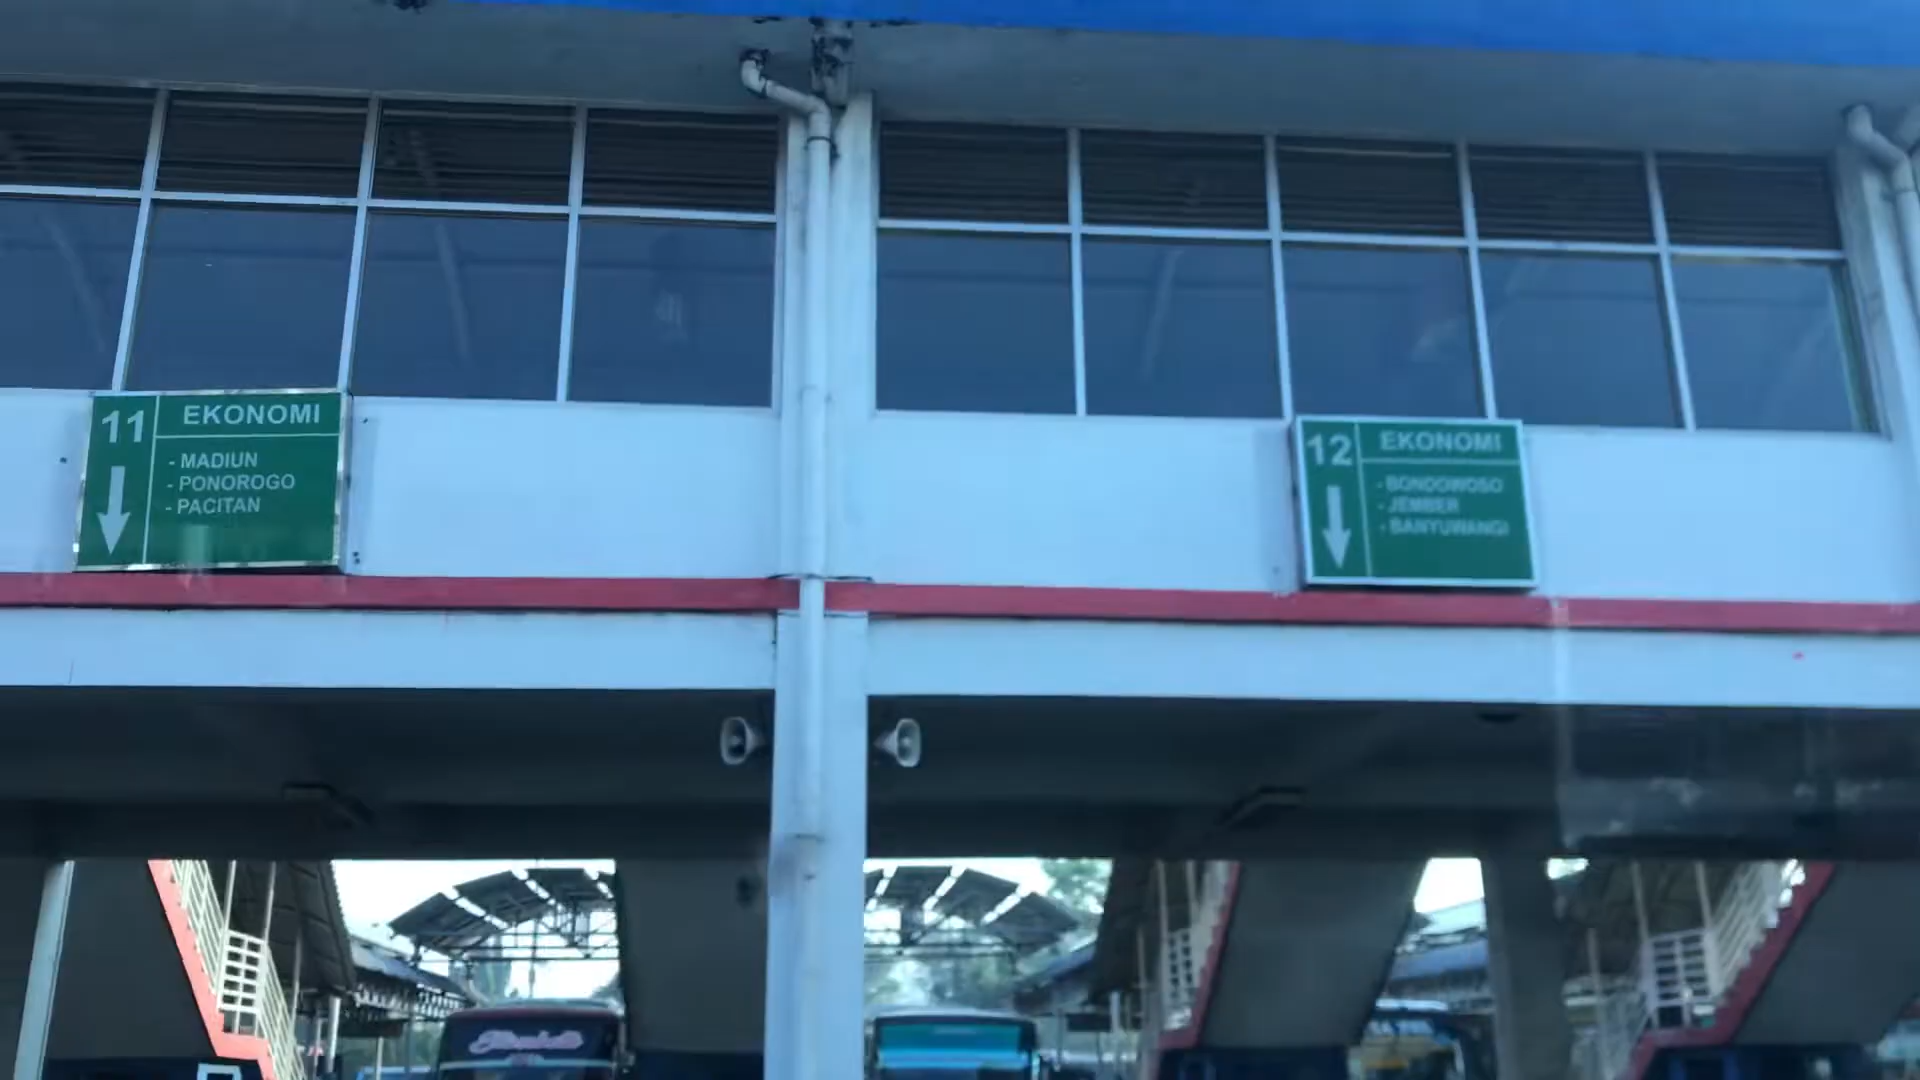 11
EKONOMI
- MADIUN
- PONOROGO
- PACITAN
12
EKONOMI
- BONDOWOSO
- JEMBER
- BANYUWANGI